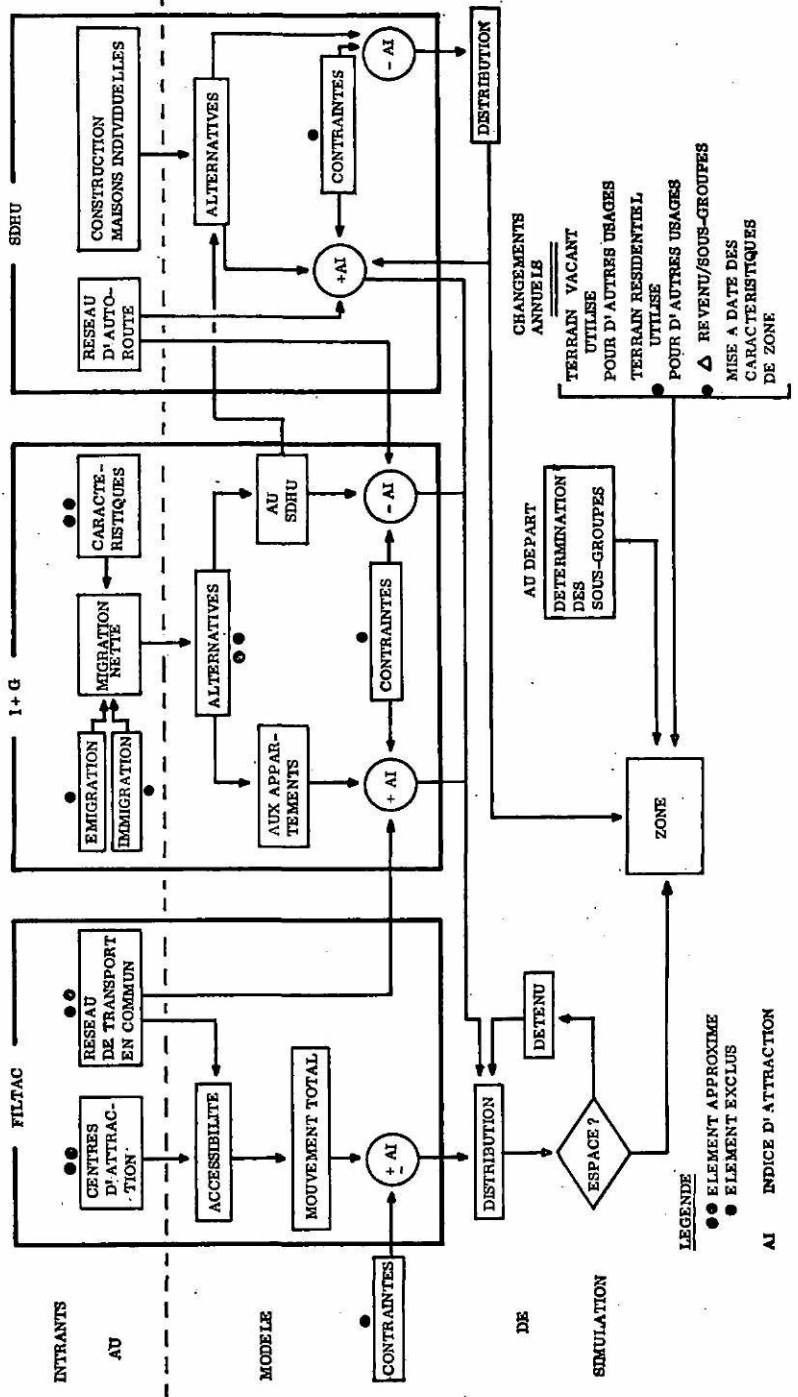 FILTAC
I+G
SDHU
INTRANTS
AU
MODELE
DE
SIMULATION
CENTRES
D'ATTRAC-
TION
RESEAU
DE TRANSPORT
EN COMMUN
ACCESSIBILITE
MOUVEMENT TOTAL
+ AI
−
CONTRAINTES
EMIGRATION
IMMIGRATION
MIGRATION
NETTE
CARACTE-
RISTIQUES
ALTERNATIVES
AUX APPAR-
TEMENTS
AU
SDHU
CONTRAINTES
+ AI
- AI
RESEAU
D'AUTO-
ROUTE
CONSTRUCTION
MAISONS INDIVIDUELLES
ALTERNATIVES
CONTRAINTES
+AI
- AI
DISTRIBUTION
DISTRIBUTION
DETENU
ESPACE ?
ZONE
AU DEPART
DETERMINATION
DES
SOUS-GROUPES
CHANGEMENTS
ANNUELS
TERRAIN VACANT
UTILISE
POUR D'AUTRES USAGES
TERRAIN RESIDENTIEL
UTILISE
POUR D'AUTRES USAGES
Δ REVENU/SOUS-GROUPES
MISE A DATE DES
CARACTERISTIQUES
DE ZONE
LEGENDE
●● ELEMENT APPROXIME
● ELEMENT EXCLUS
AI INDICE D'ATTRACTION